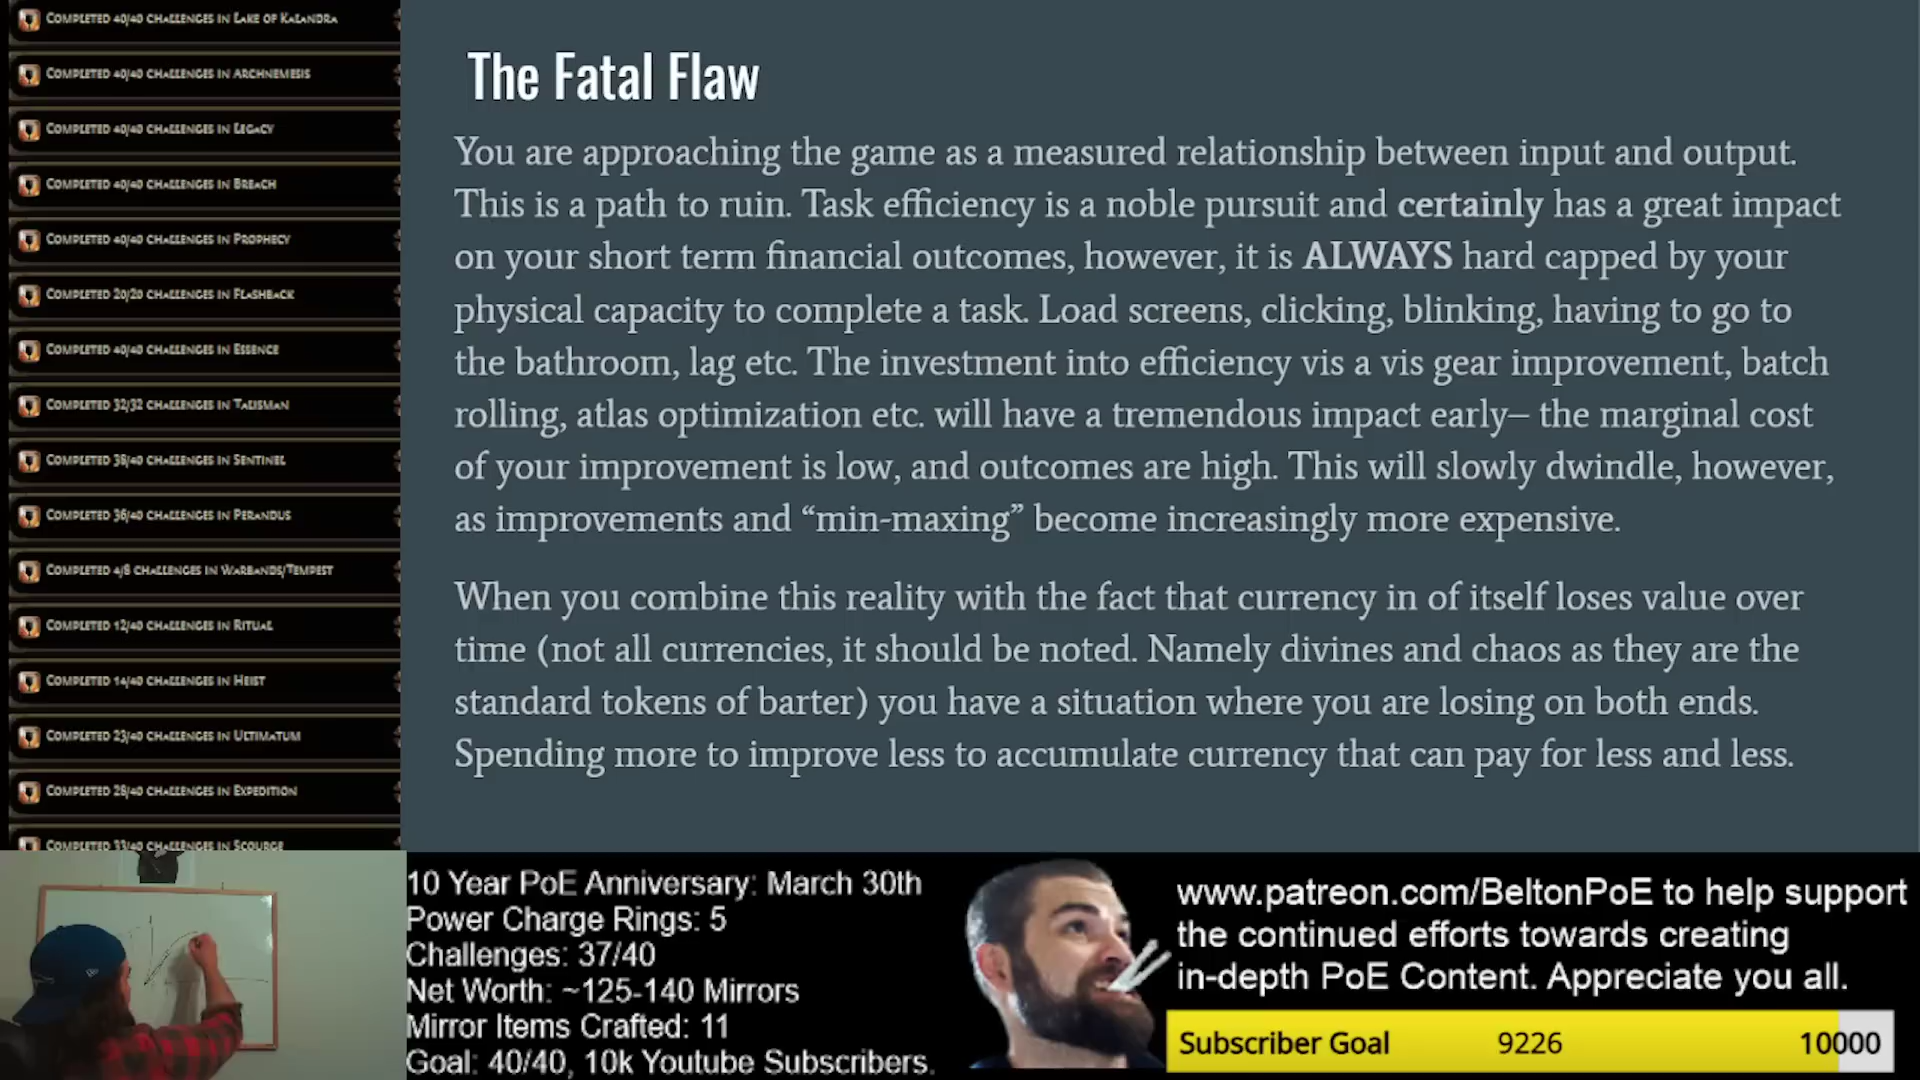 COMPLETED 40/40 CHALLENGES IN LAKE OF KALANDRA
COMPLETED 40/40 CHALLENGES IN ARCHNEMESIS
COMPLETED 40/40 CHALLENGES IN LEGACY
COMPLETED 40/40 CHALLENGES IN BREACH
COMPLETED 40/40 CHALLENGES IN PROPHECY
COMPLETED 20/20 CHALLENGES IN FLASHBACK
COMPLETED 40/40 CHALLENGES IN ESSENCE
COMPLETED 32/32 CHALLENGES IN TALISMAN
COMPLETED 38/40 CHALLENGES IN SENTINEL
COMPLETED 36/40 CHALLENGES IN PERANDUS
COMPLETED 4/8 CHALLENGES IN WARBANDS/TEMPEST
COMPLETED 12/40 CHALLENGES IN RITUAL
COMPLETED 14/40 CHALLENGES IN HEIST
COMPLETED 23/40 CHALLENGES IN ULTIMATUM
COMPLETED 28/40 CHALLENGES IN EXPEDITION
COMPLETED 33/40 CHALLENGES IN SCOURGE
The Fatal Flaw
You are approaching the game as a measured relationship between input and output.
This is a path to ruin. Task efficiency is a noble pursuit and certainly has a great impact
on your short term financial outcomes, however, it is ALWAYS hard capped by your
physical capacity to complete a task. Load screens, clicking, blinking, having to go to
the bathroom, lag etc. The investment into efficiency vis a vis gear improvement, batch
rolling, atlas optimization etc. will have a tremendous impact early– the marginal cost
of your improvement is low, and outcomes are high. This will slowly dwindle, however,
as improvements and “min-maxing” become increasingly more expensive.
When you combine this reality with the fact that currency in of itself loses value over
time (not all currencies, it should be noted. Namely divines and chaos as they are the
standard tokens of barter) you have a situation where you are losing on both ends.
Spending more to improve less to accumulate currency that can pay for less and less.
10 Year PoE Anniversary: March 30th
Power Charge Rings: 5
Challenges: 37/40
Net Worth: ~125-140 Mirrors
Mirror Items Crafted: 11
Goal: 40/40, 10k Youtube Subscribers.
www.patreon.com/BeltonPoE to help support
the continued efforts towards creating
in-depth PoE Content. Appreciate you all.
Subscriber Goal 9226 10000